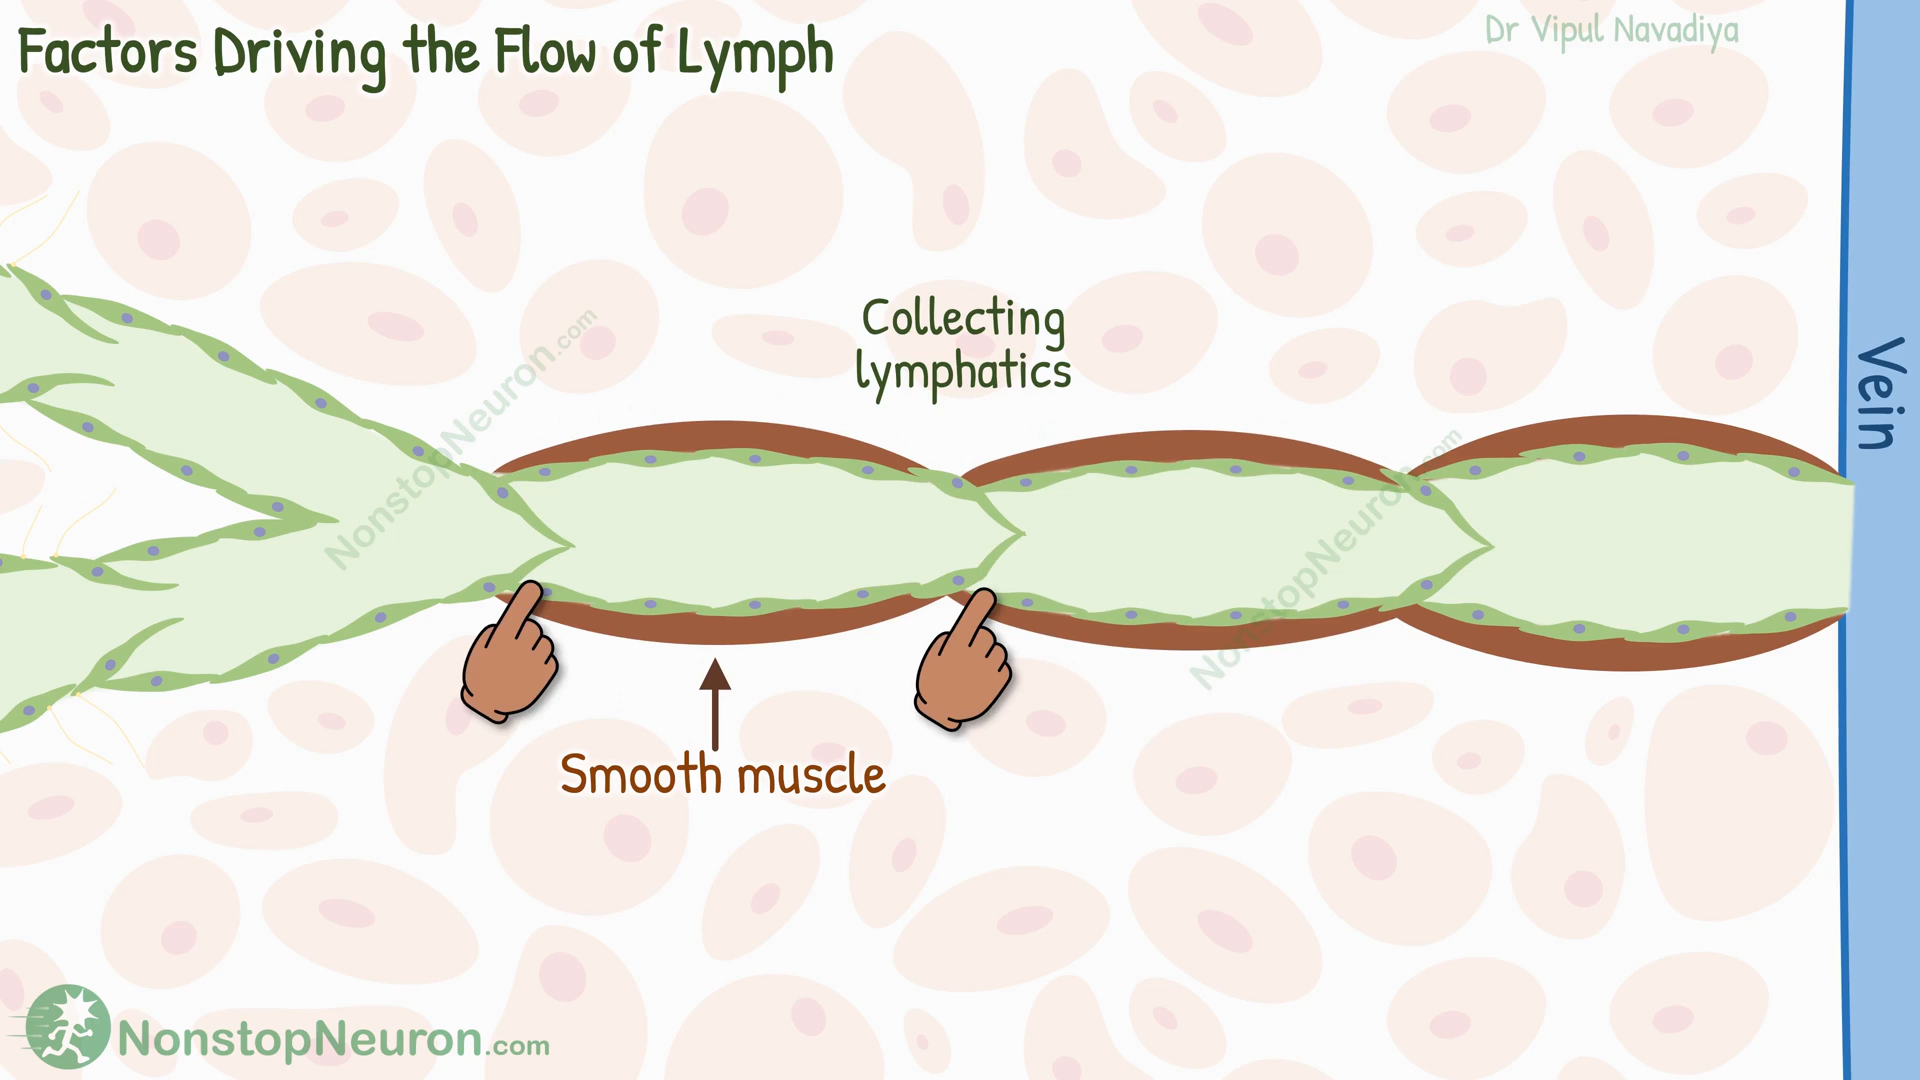 Factors Driving the Flow of Lymph
Dr Vipul Navadiya
Collecting
lymphatics
Vein
NonstopNeuron.com
NonstopNeuron.com
Smooth muscle
NonstopNeuron.com